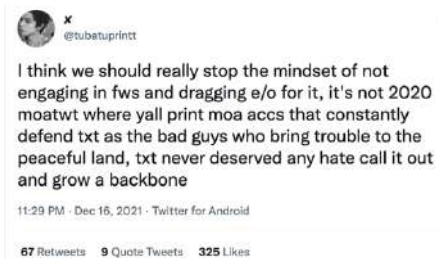 x
@tubatuprintt
I think we should really stop the mindset of not
engaging in fws and dragging e/o for it, it's not 2020
moatwt where yall print moa accs that constantly
defend txt as the bad guys who bring trouble to the
peaceful land, txt never deserved any hate call it out
and grow a backbone
11:29 PM · Dec 16, 2021 · Twitter for Android
67 Retweets 9 Quote Tweets 325 Likes